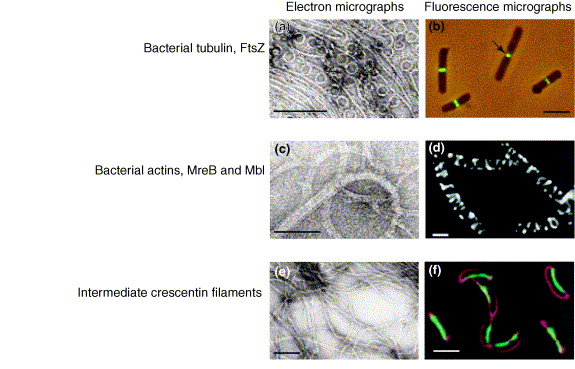 Electron micrographs Fluorescence micrographs
Bacterial tubulin, FtsZ
(a) (b)
Bacterial actins, MreB and Mbl
(c) (d)
Intermediate crescentin filaments
(e) (f)